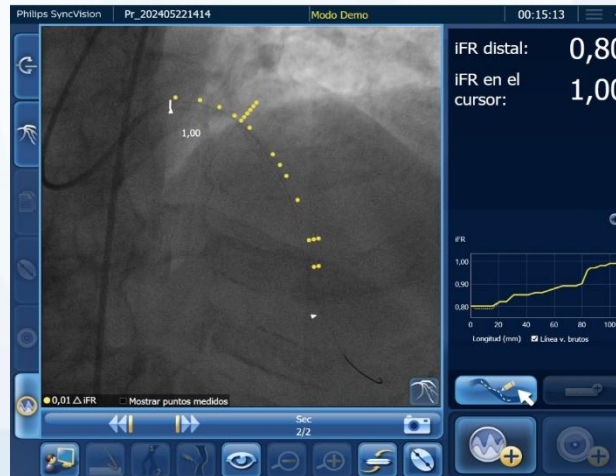 Philips SyncVision Pr_202405221414 Modo Demo 00:15:13
iFR distal: 0,80
iFR en el cursor: 1,00
1,00
iFR
1,00
0,90
0,80
0 20 40 60 80 100
Longitud (mm) Línea v. brutos
0,01 △ iFR Mostrar puntos medidos
Sec
2/2